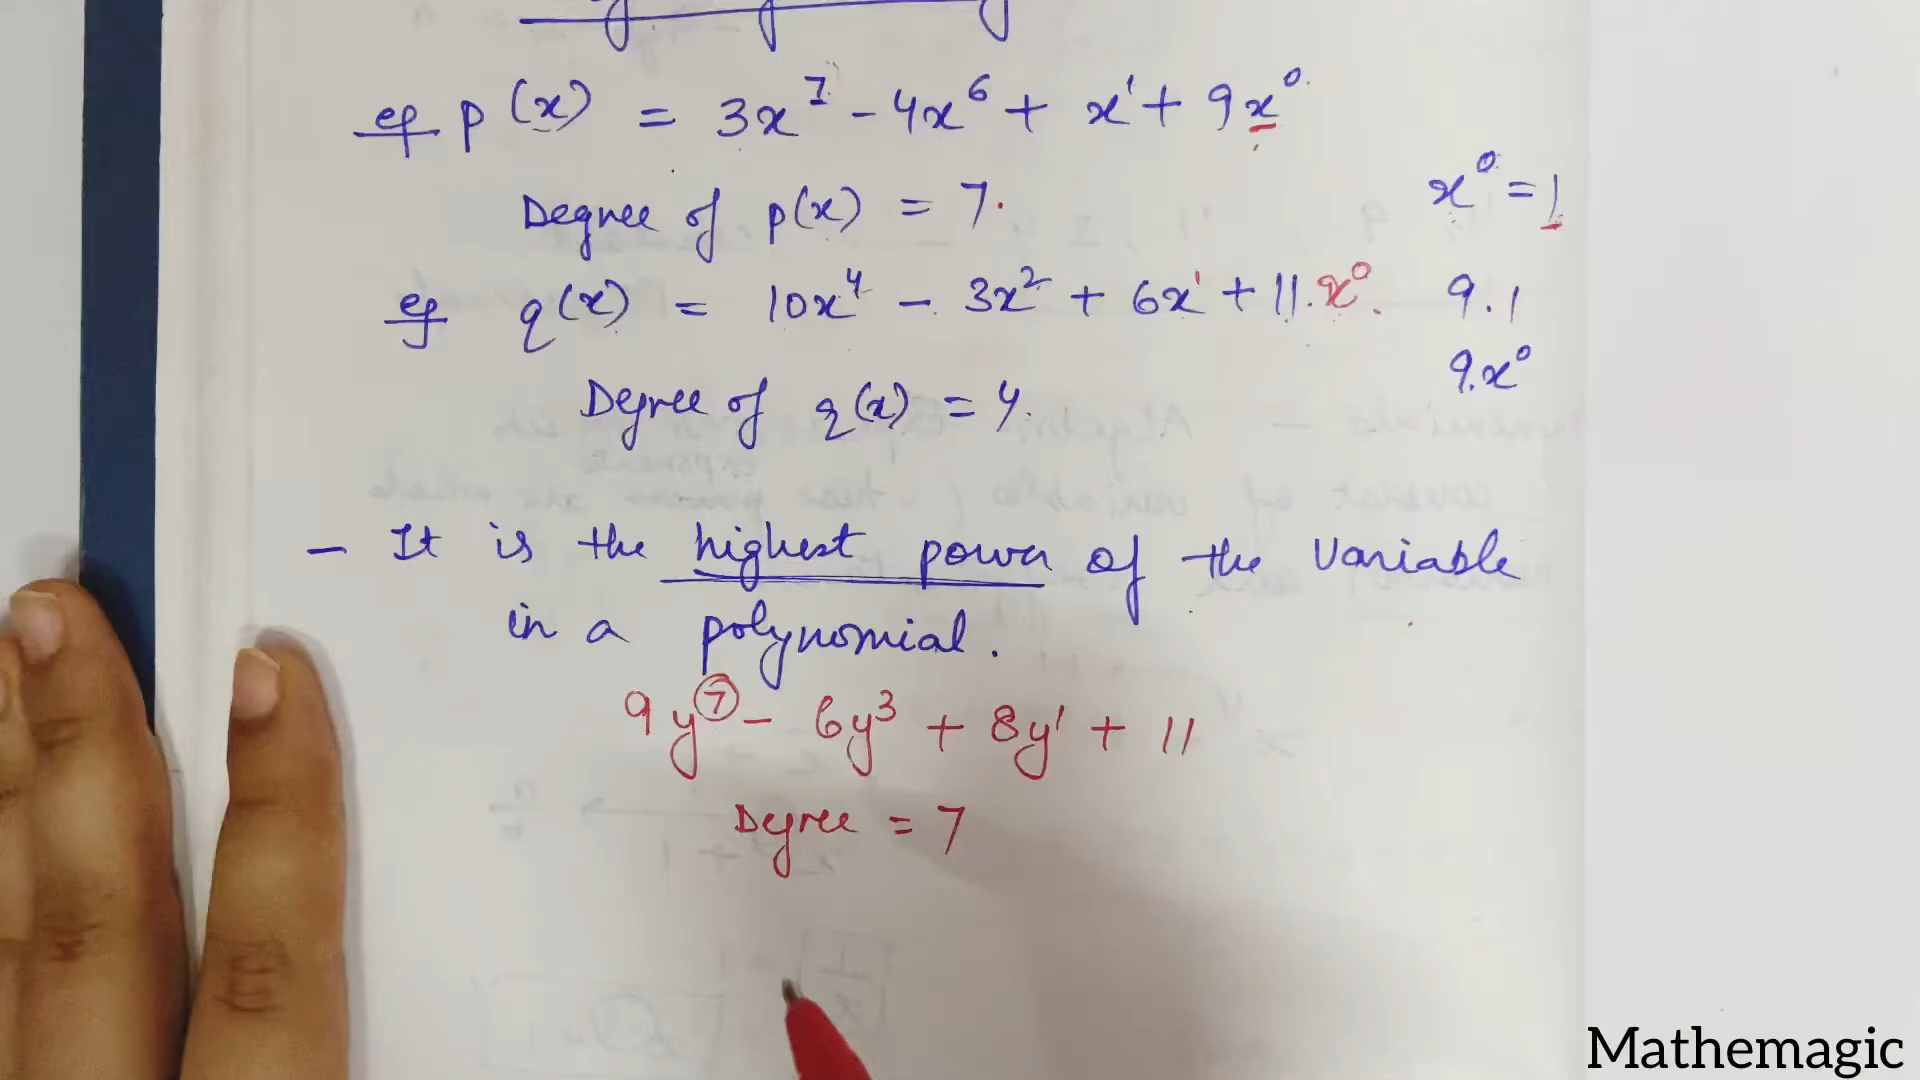 eg p(x) = 3x⁷ - 4x⁶ + x¹ + 9x⁰
Degree of p(x) = 7.
x⁰ = 1
eg q(x) = 10x⁴ - 3x² + 6x¹ + 11.x⁰.
9.1
9.x⁰
Degree of q(x) = 4.
- It is the highest power of the variable
in a polynomial.
9y⁷ - 6y³ + 8y¹ + 11
Degree = 7
Mathemagic